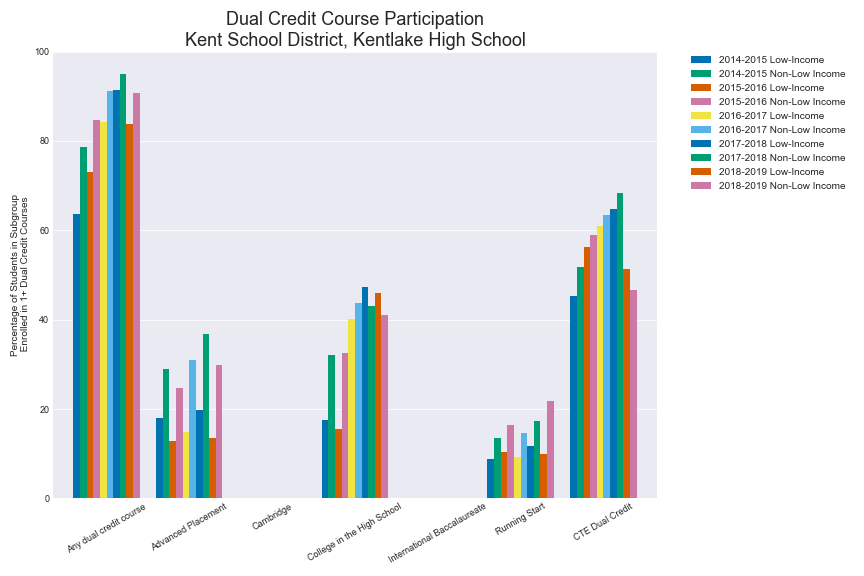 Dual Credit Course Participation
Kent School District, Kentlake High School
Percentage of Students in Subgroup
Enrolled in 1+ Dual Credit Courses
100
80
60
40
20
0
Any dual credit course
Advanced Placement
Cambridge
College in the High School
International Baccalaureate
Running Start
CTE Dual Credit
2014-2015 Low-Income
2014-2015 Non-Low Income
2015-2016 Low-Income
2015-2016 Non-Low Income
2016-2017 Low-Income
2016-2017 Non-Low Income
2017-2018 Low-Income
2017-2018 Non-Low Income
2018-2019 Low-Income
2018-2019 Non-Low Income